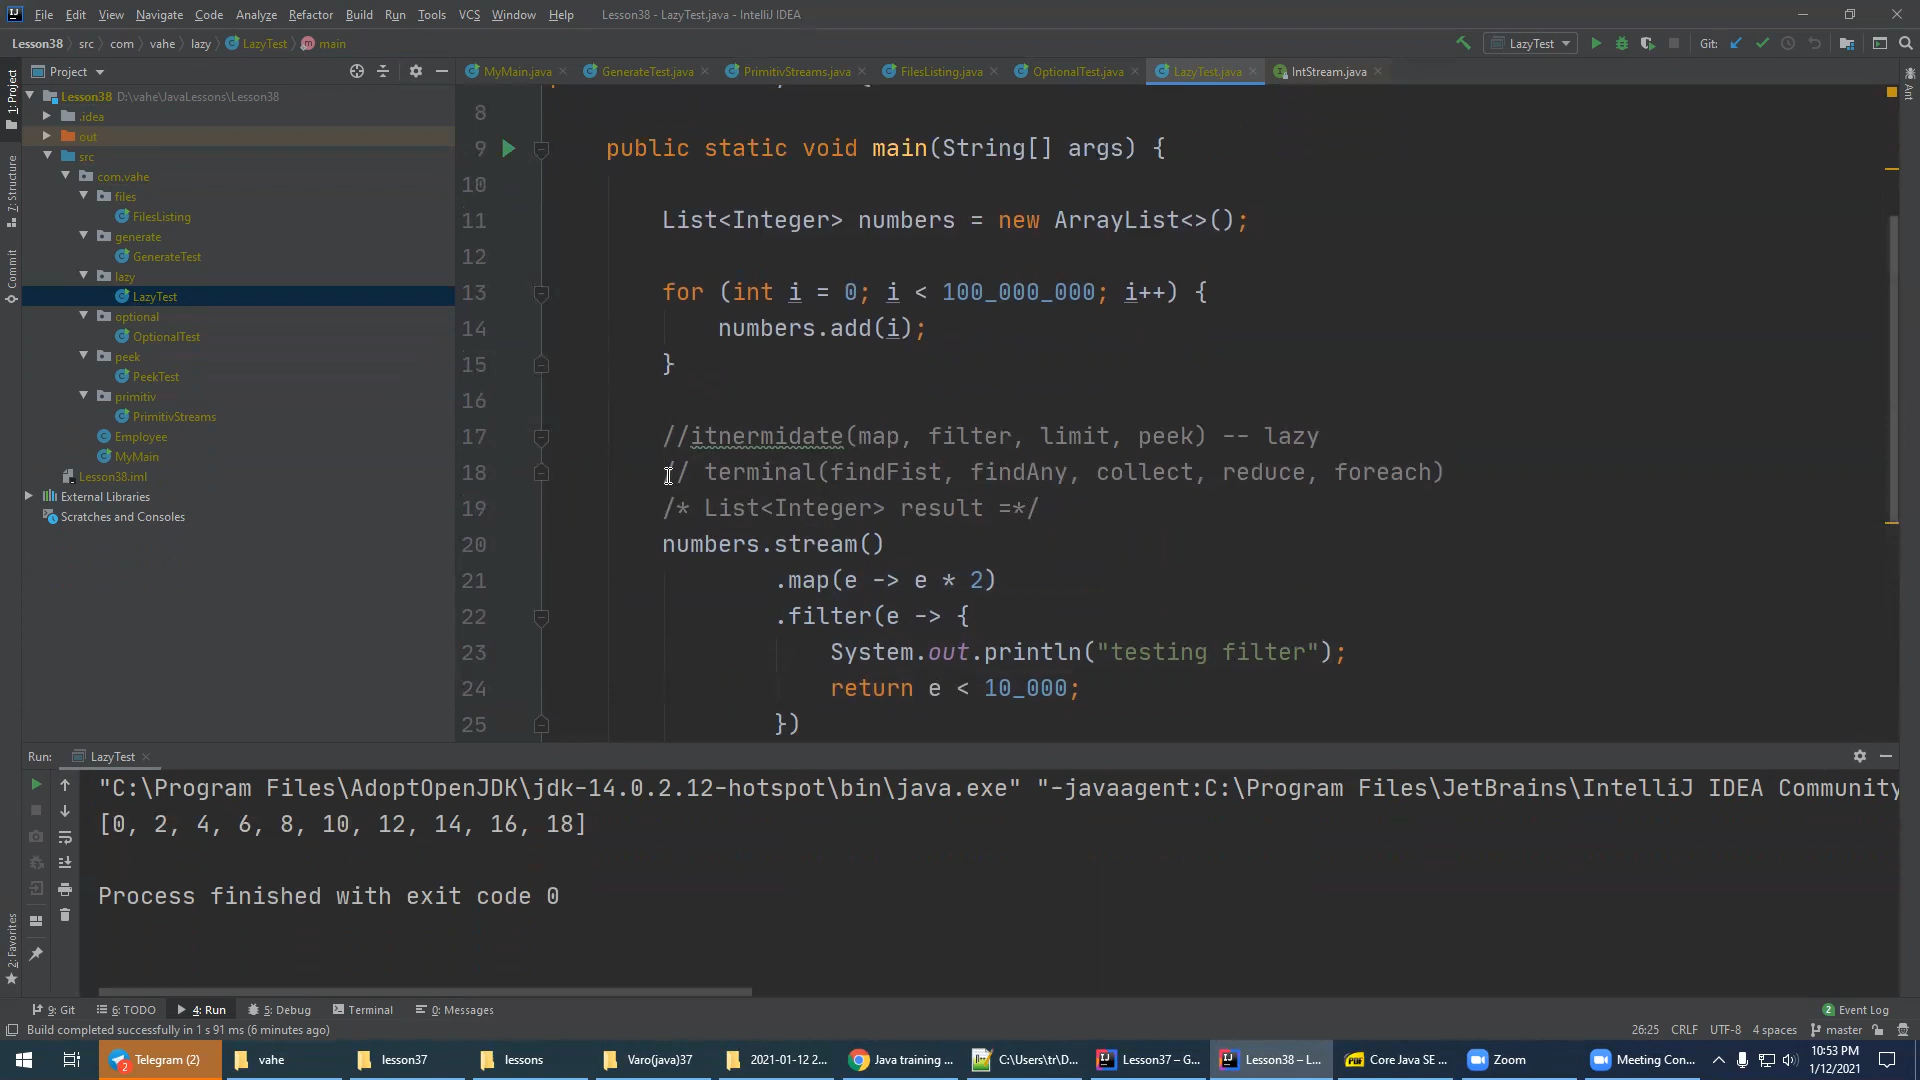 File Edit View Navigate Code Analyze Refactor Build Run Tools VCS Window Help Lesson38 - LazyTest.java - IntelliJ IDEA
Lesson38 src com vahe lazy LazyTest main LazyTest Git:
Project MyMain.java GenerateTest.java PrimitivStreams.java FilesListing.java OptionalTest.java LazyTest.java IntStream.java
1: Project
7: Structure
Commit
2: Favorites
Ant
Lesson38 D:\vahe\JavaLessons\Lesson38
.idea
out
src
com.vahe
files
FilesListing
generate
GenerateTest
lazy
LazyTest
optional
OptionalTest
peek
PeekTest
primitiv
PrimitivStreams
Employee
MyMain
Lesson38.iml
External Libraries
Scratches and Consoles
8
9 public static void main(String[] args) {
10
11 List<Integer> numbers = new ArrayList<>();
12
13 for (int i = 0; i < 100_000_000; i++) {
14 numbers.add(i);
15 }
16
17 //itnermidate(map, filter, limit, peek) -- lazy
18 // terminal(findFist, findAny, collect, reduce, foreach)
19 /* List<Integer> result =*/
20 numbers.stream()
21 .map(e -> e * 2)
22 .filter(e -> {
23 System.out.println("testing filter");
24 return e < 10_000;
25 })
Run: LazyTest
"C:\Program Files\AdoptOpenJDK\jdk-14.0.2.12-hotspot\bin\java.exe" "-javaagent:C:\Program Files\JetBrains\IntelliJ IDEA Community
[0, 2, 4, 6, 8, 10, 12, 14, 16, 18]
Process finished with exit code 0
9: Git 6: TODO 4: Run 5: Debug Terminal 0: Messages 2 Event Log
Build completed successfully in 1 s 91 ms (6 minutes ago) 26:25 CRLF UTF-8 4 spaces master
Telegram (2) vahe lesson37 lessons Varo(java)37 2021-01-12 2... Java training ... C:\Users\tr\D... Lesson37 – G... Lesson38 – L... Core Java SE ... Zoom Meeting Con...
10:53 PM
1/12/2021